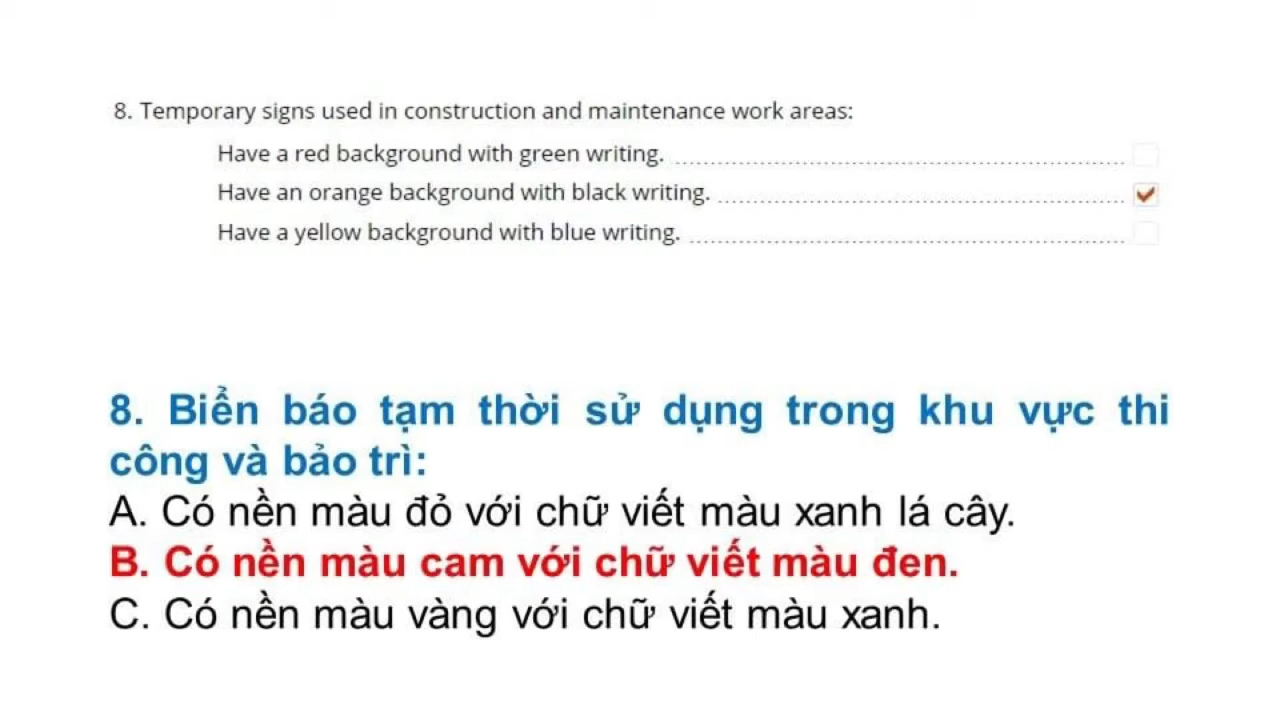 8. Temporary signs used in construction and maintenance work areas:
Have a red background with green writing.
Have an orange background with black writing.
Have a yellow background with blue writing.
8. Biển báo tạm thời sử dụng trong khu vực thi
công và bảo trì:
A. Có nền màu đỏ với chữ viết màu xanh lá cây.
B. Có nền màu cam với chữ viết màu đen.
C. Có nền màu vàng với chữ viết màu xanh.